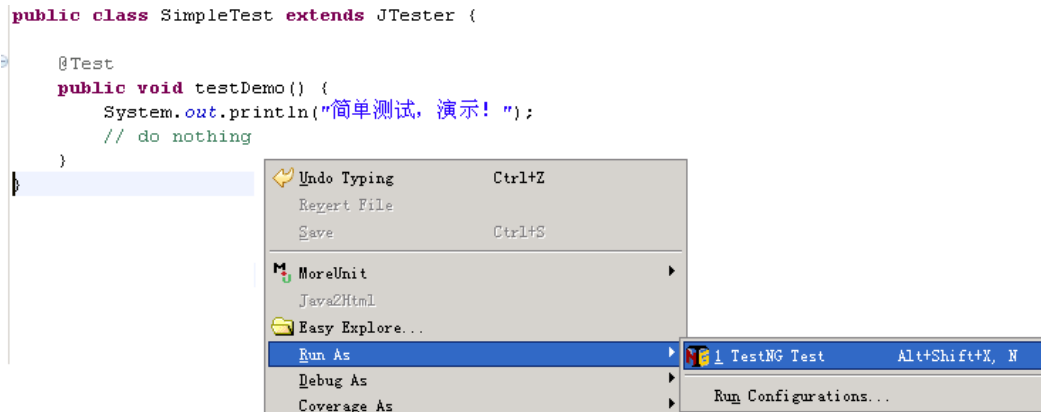 public class SimpleTest extends JTester {
@Test
public void testDemo() {
System.out.println("简单测试，演示！");
// do nothing
}
}
Undo Typing Ctrl+Z
Revert File
Save Ctrl+S
MoreUnit
Java2Html
Easy Explore...
Run As
1 TestNG Test Alt+Shift+X, N
Debug As
Run Configurations...
Coverage As